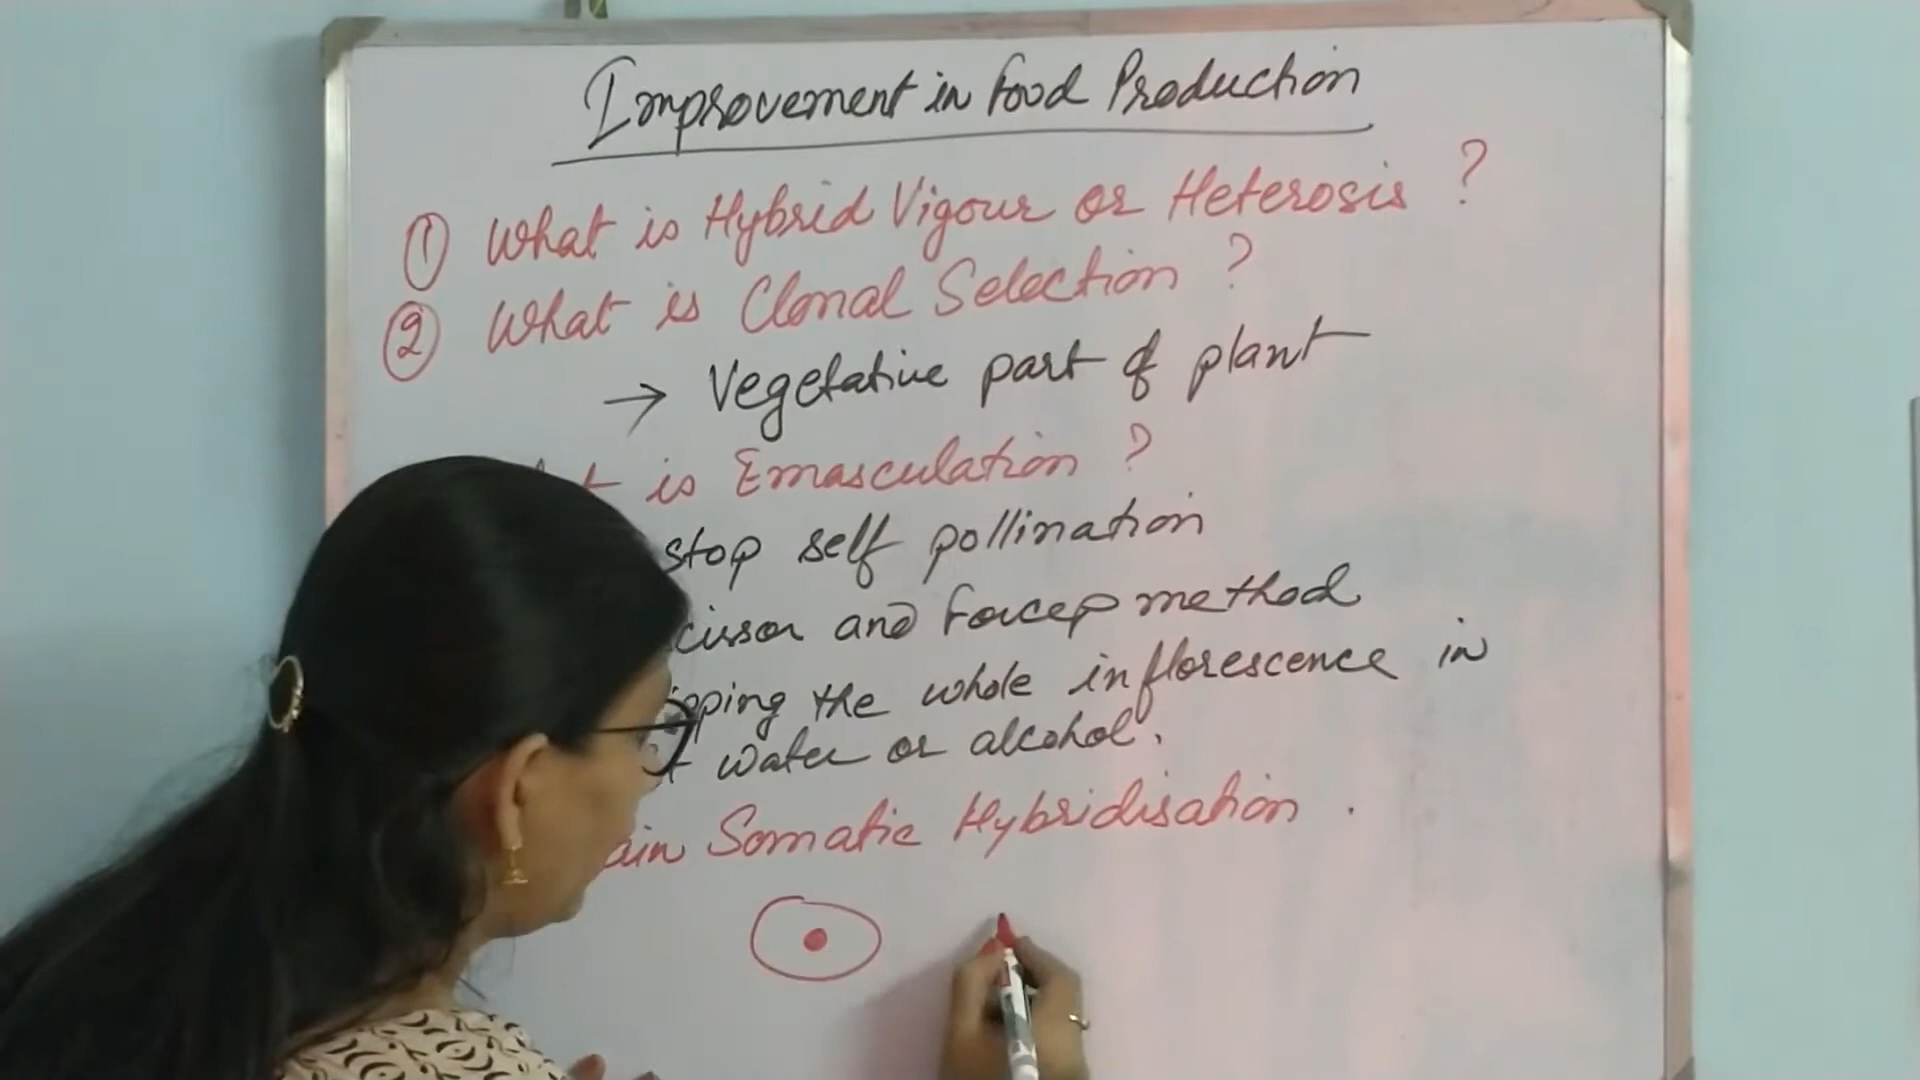 Improvement in Food Production
① What is Hybrid Vigour or Heterosis ?
② What is Clonal Selection ?
→ Vegetative part of plant
is Emasculation ?
stop self pollination
and Forcep method
the whole inflorescence in
water or alcohol.
Somatic Hybridisation .